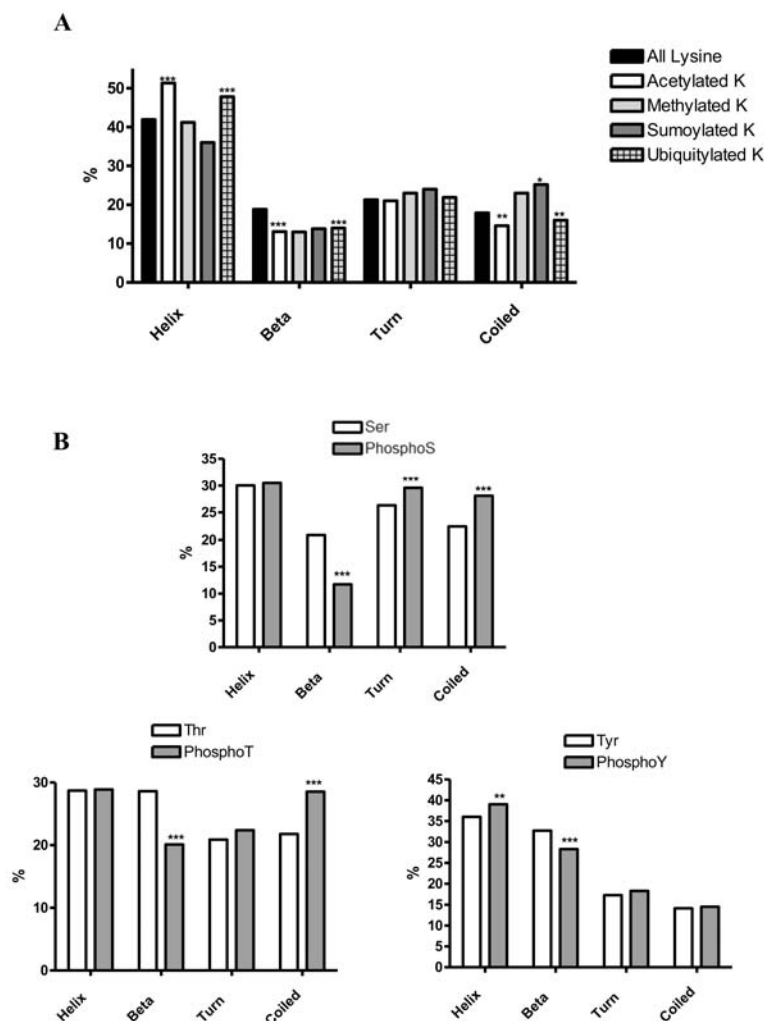 A
All Lysine
Acetylated K
Methylated K
Sumoylated K
Ubiquitylated K
%
50
40
30
20
10
0
***
***
***
***
**
*
**
Helix
Beta
Turn
Coiled
B
Ser
PhosphoS
%
35
30
25
20
15
10
5
0
***
***
***
Helix
Beta
Turn
Coiled
Thr
PhosphoT
%
30
20
10
0
***
***
Helix
Beta
Turn
Coiled
Tyr
PhosphoY
%
45
40
35
30
25
20
15
10
5
0
**
***
Helix
Beta
Turn
Coiled